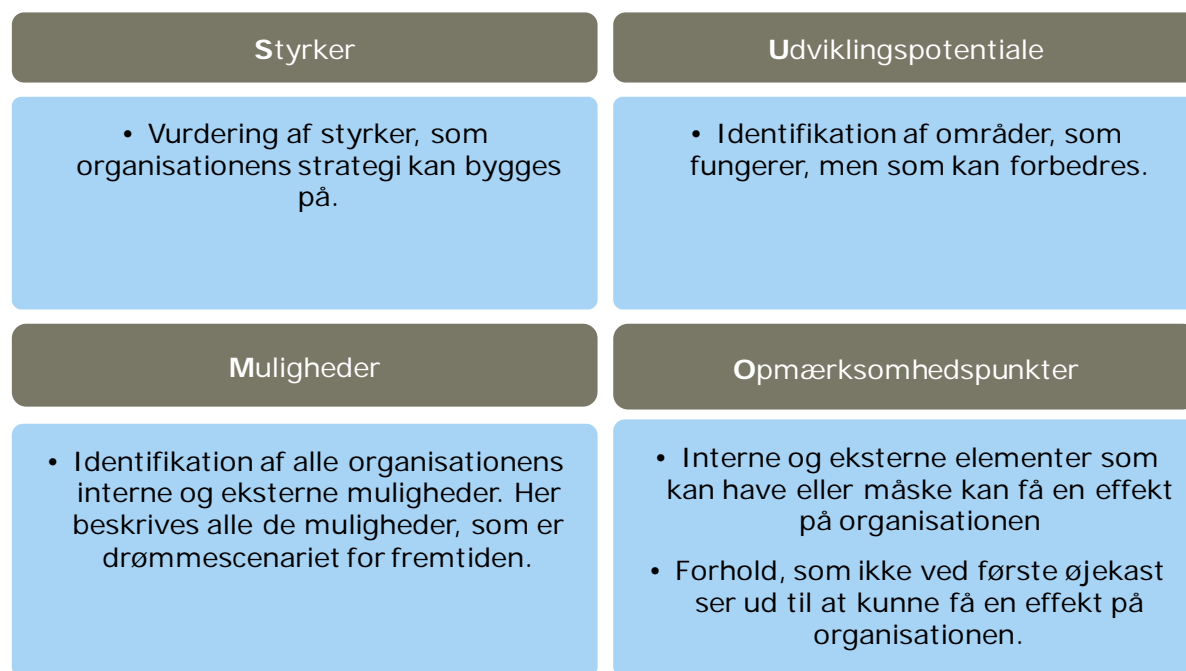 Styrker
• Vurdering af styrker, som
organisationens strategi kan bygges
på.
Udviklingspotentiale
• Identifikation af områder, som
fungerer, men som kan forbedres.
Muligheder
• Identifikation af alle organisationens
interne og eksterne muligheder. Her
beskrives alle de muligheder, som er
drømmescenariet for fremtiden.
Opmærksomhedspunkter
• Interne og eksterne elementer som
kan have eller måske kan få en effekt
på organisationen
• Forhold, som ikke ved første øjekast
ser ud til at kunne få en effekt på
organisationen.